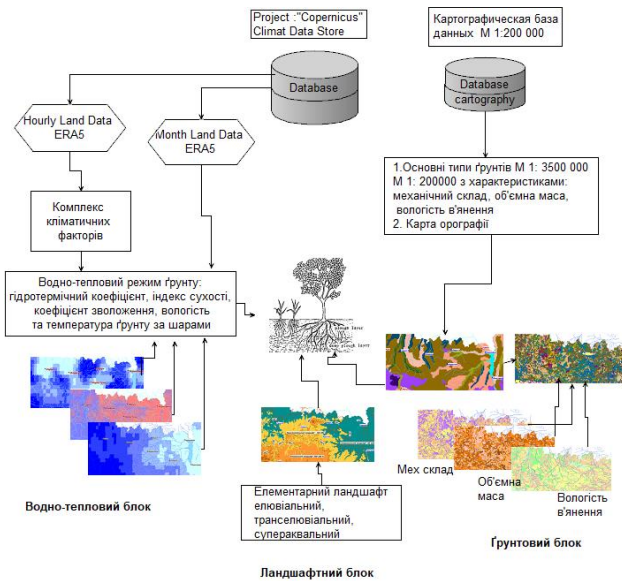 Project :"Copernicus"
Climat Data Store
Картографическая база
данных М 1:200 000
Database
Database
cartography
Hourly Land Data
ERA5
Month Land Data
ERA5
1.Основні типи ґрунтів М 1: 3500 000
М 1: 200000 з характеристиками:
механічний склад, об'ємна маса,
вологість в'янення
2. Карта орографії
Комплекс
кліматичних
факторів
Водно-тепловий режим ґрунту:
гідротермічний коефіцієнт, індекс сухості,
коефіцієнт зволоження, вологість
та температура ґрунту за шарами
plough layer
Мех склад
Об'ємна
маса
Вологість
в'янення
Елементарний ландшафт
елювіальний,
транселювіальний,
супераквальний
Водно-тепловий блок
Ґрунтовий блок
Ландшафтний блок